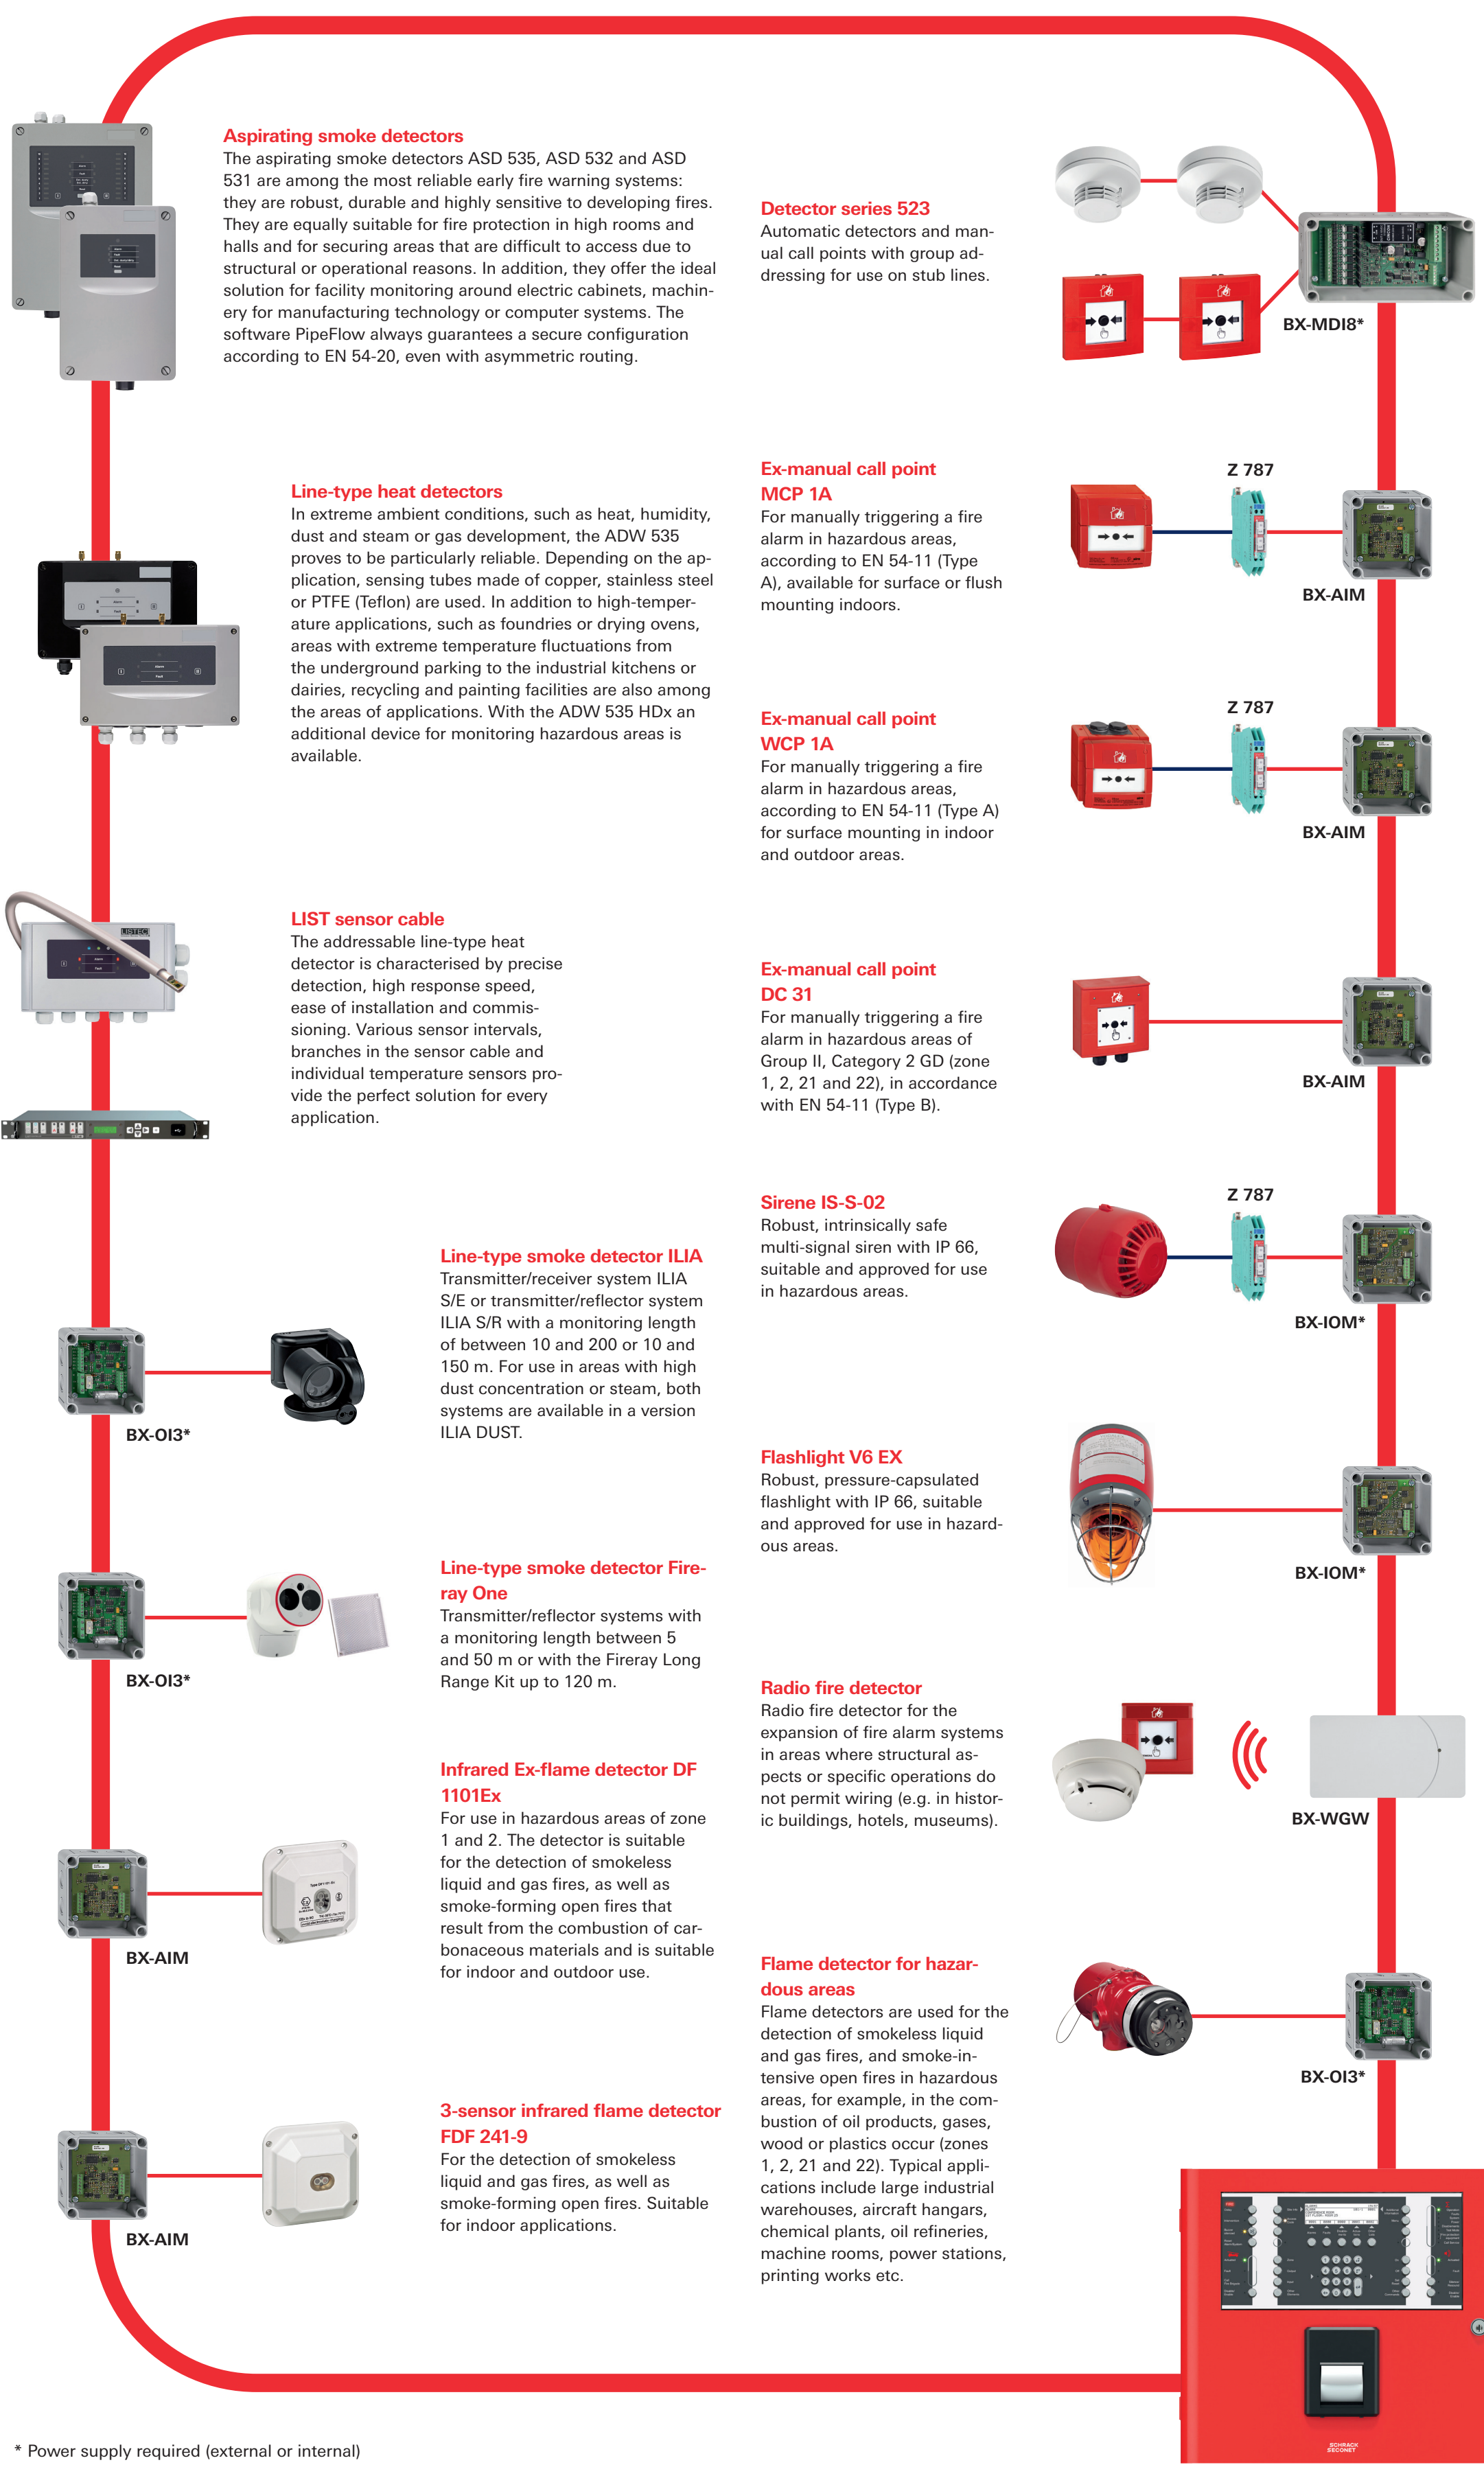 Aspirating smoke detectors
The aspirating smoke detectors ASD 535, ASD 532 and ASD
531 are among the most reliable early fire warning systems:
they are robust, durable and highly sensitive to developing fires.
They are equally suitable for fire protection in high rooms and
halls and for securing areas that are difficult to access due to
structural or operational reasons. In addition, they offer the ideal
solution for facility monitoring around electric cabinets, machin-
ery for manufacturing technology or computer systems. The
software PipeFlow always guarantees a secure configuration
according to EN 54-20, even with asymmetric routing.
Line-type heat detectors
In extreme ambient conditions, such as heat, humidity,
dust and steam or gas development, the ADW 535
proves to be particularly reliable. Depending on the ap-
plication, sensing tubes made of copper, stainless steel
or PTFE (Teflon) are used. In addition to high-temper-
ature applications, such as foundries or drying ovens,
areas with extreme temperature fluctuations from
the underground parking to the industrial kitchens or
dairies, recycling and painting facilities are also among
the areas of applications. With the ADW 535 HDx an
additional device for monitoring hazardous areas is
available.
LISTEC
LIST sensor cable
The addressable line-type heat
detector is characterised by precise
detection, high response speed,
ease of installation and commis-
sioning. Various sensor intervals,
branches in the sensor cable and
individual temperature sensors pro-
vide the perfect solution for every
application.
Line-type smoke detector ILIA
Transmitter/receiver system ILIA
S/E or transmitter/reflector system
ILIA S/R with a monitoring length
of between 10 and 200 or 10 and
150 m. For use in areas with high
dust concentration or steam, both
systems are available in a version
ILIA DUST.
BX-OI3*
Line-type smoke detector Fire-
ray One
Transmitter/reflector systems with
a monitoring length between 5
and 50 m or with the Fireray Long
Range Kit up to 120 m.
BX-OI3*
Infrared Ex-flame detector DF
1101Ex
For use in hazardous areas of zone
1 and 2. The detector is suitable
for the detection of smokeless
liquid and gas fires, as well as
smoke-forming open fires that
result from the combustion of car-
bonaceous materials and is suitable
for indoor and outdoor use.
BX-AIM
3-sensor infrared flame detector
FDF 241-9
For the detection of smokeless
liquid and gas fires, as well as
smoke-forming open fires. Suitable
for indoor applications.
BX-AIM
Detector series 523
Automatic detectors and man-
ual call points with group ad-
dressing for use on stub lines.
BX-MDI8*
Ex-manual call point
MCP 1A
For manually triggering a fire
alarm in hazardous areas,
according to EN 54-11 (Type
A), available for surface or flush
mounting indoors.
Z 787
BX-AIM
Ex-manual call point
WCP 1A
For manually triggering a fire
alarm in hazardous areas,
according to EN 54-11 (Type A)
for surface mounting in indoor
and outdoor areas.
Z 787
BX-AIM
Ex-manual call point
DC 31
For manually triggering a fire
alarm in hazardous areas of
Group II, Category 2 GD (zone
1, 2, 21 and 22), in accordance
with EN 54-11 (Type B).
BX-AIM
Sirene IS-S-02
Robust, intrinsically safe
multi-signal siren with IP 66,
suitable and approved for use
in hazardous areas.
Z 787
BX-IOM*
Flashlight V6 EX
Robust, pressure-capsulated
flashlight with IP 66, suitable
and approved for use in hazard-
ous areas.
BX-IOM*
Radio fire detector
Radio fire detector for the
expansion of fire alarm systems
in areas where structural as-
pects or specific operations do
not permit wiring (e.g. in histor-
ic buildings, hotels, museums).
BX-WGW
Flame detector for hazar-
dous areas
Flame detectors are used for the
detection of smokeless liquid
and gas fires, and smoke-in-
tensive open fires in hazardous
areas, for example, in the com-
bustion of oil products, gases,
wood or plastics occur (zones
1, 2, 21 and 22). Typical appli-
cations include large industrial
warehouses, aircraft hangars,
chemical plants, oil refineries,
machine rooms, power stations,
printing works etc.
BX-OI3*
SCHRACK
SECONET
* Power supply required (external or internal)